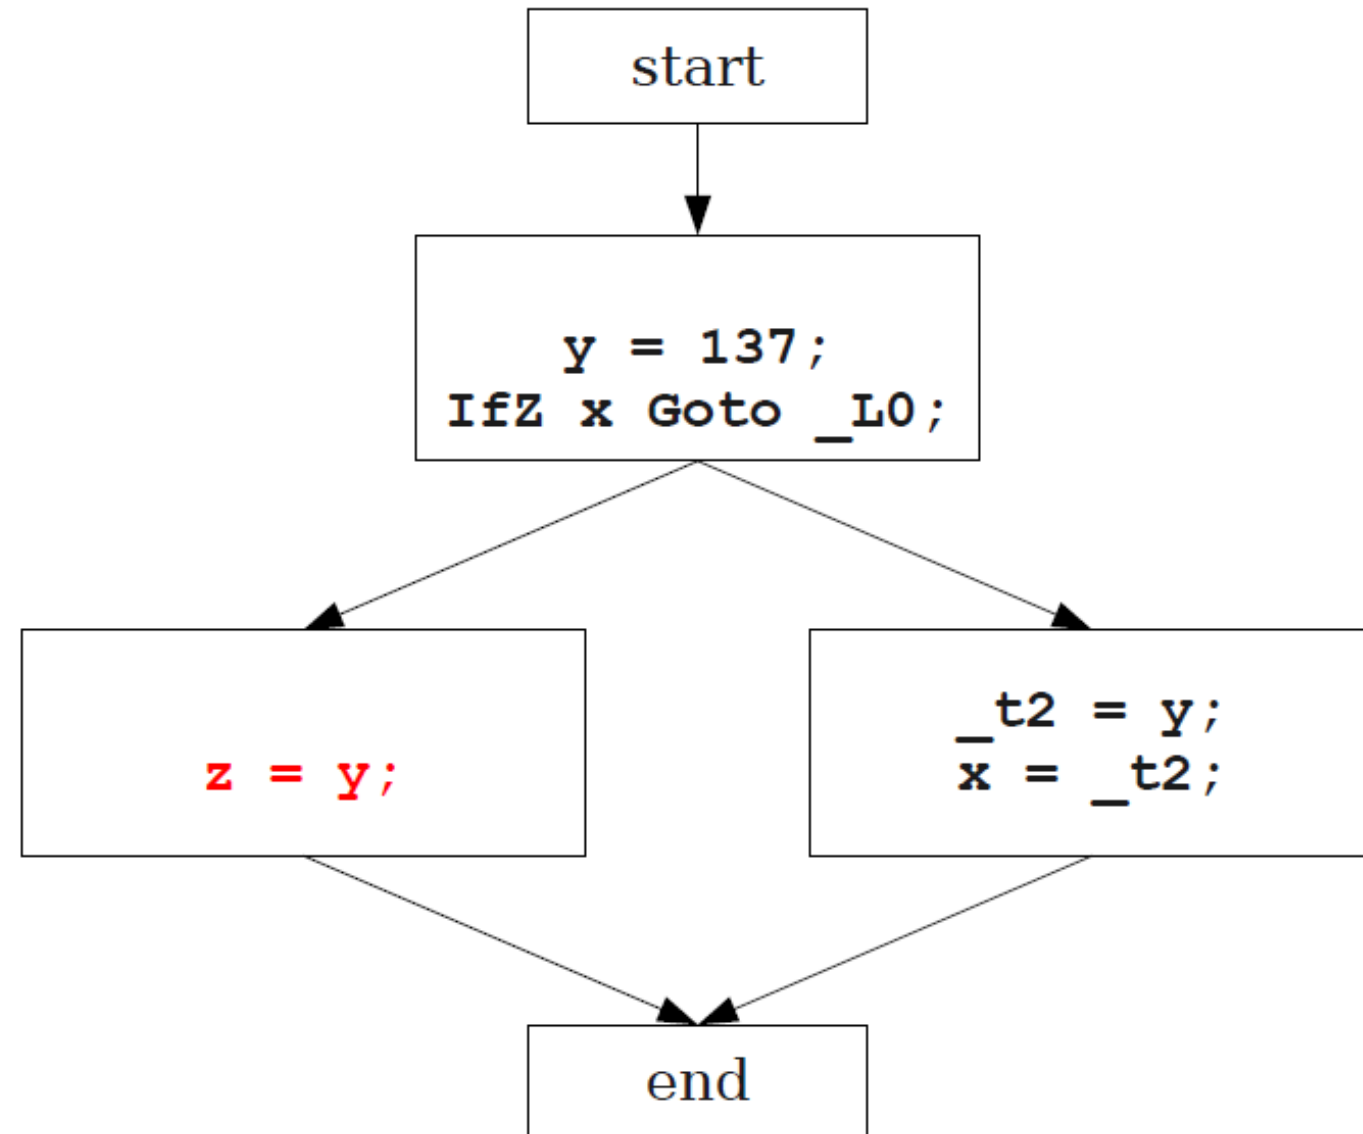 start
y = 137;
IfZ x Goto _L0;
z = y;
_t2 = y;
x = _t2;
end